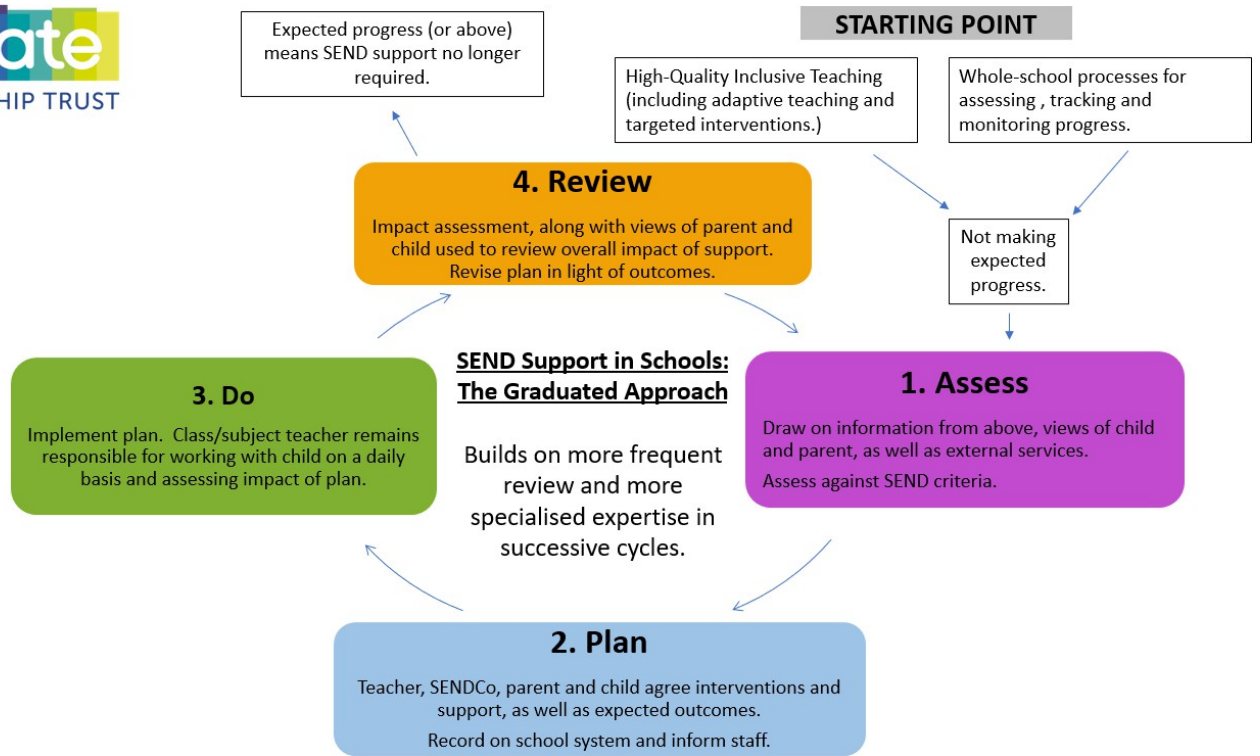 ate
HIP TRUST
Expected progress (or above)
means SEND support no longer
required.
STARTING POINT
High-Quality Inclusive Teaching
(including adaptive teaching and
targeted interventions.)
Whole-school processes for
assessing , tracking and
monitoring progress.
4. Review
Impact assessment, along with views of parent and
child used to review overall impact of support.
Revise plan in light of outcomes.
Not making
expected
progress.
SEND Support in Schools:
The Graduated Approach
Builds on more frequent
review and more
specialised expertise in
successive cycles.
1. Assess
Draw on information from above, views of child
and parent, as well as external services.
Assess against SEND criteria.
2. Plan
Teacher, SENDCo, parent and child agree interventions and
support, as well as expected outcomes.
Record on school system and inform staff.
3. Do
Implement plan.  Class/subject teacher remains
responsible for working with child on a daily
basis and assessing impact of plan.